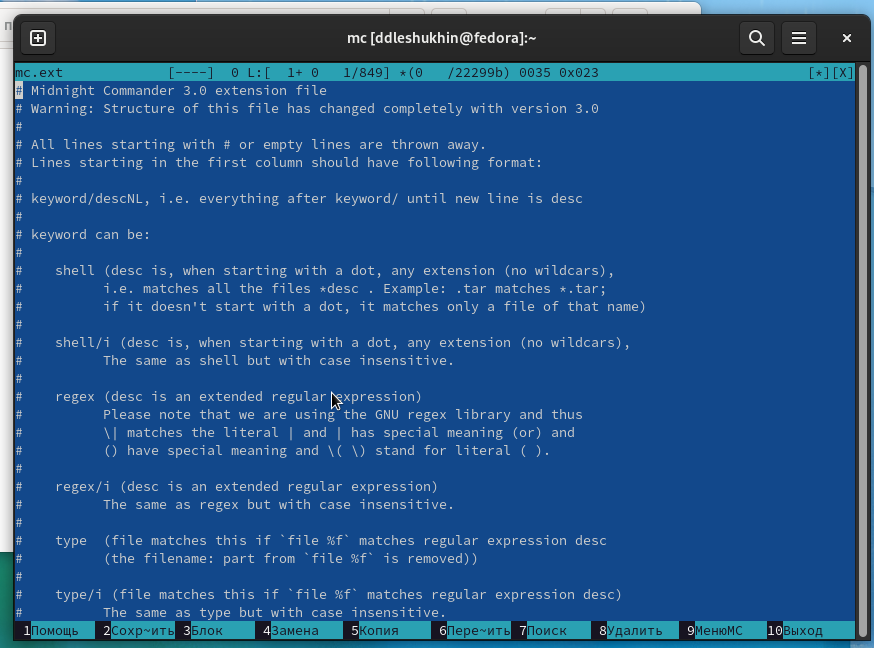 п
mc [ddleshukhin@fedora]:~
mc.ext [----] 0 L:[ 1+ 0 1/849] *(0 /22299b) 0035 0x023 [*][X]
# Midnight Commander 3.0 extension file
# Warning: Structure of this file has changed completely with version 3.0
#
# All lines starting with # or empty lines are thrown away.
# Lines starting in the first column should have following format:
#
# keyword/descNL, i.e. everything after keyword/ until new line is desc
#
# keyword can be:
#
# shell (desc is, when starting with a dot, any extension (no wildcars),
# i.e. matches all the files *desc . Example: .tar matches *.tar;
# if it doesn't start with a dot, it matches only a file of that name)
#
# shell/i (desc is, when starting with a dot, any extension (no wildcars),
# The same as shell but with case insensitive.
#
# regex (desc is an extended regular expression)
# Please note that we are using the GNU regex library and thus
# \| matches the literal | and | has special meaning (or) and
# () have special meaning and \( \) stand for literal ( ).
#
# regex/i (desc is an extended regular expression)
# The same as regex but with case insensitive.
#
# type (file matches this if `file %f` matches regular expression desc
# (the filename: part from `file %f` is removed))
#
# type/i (file matches this if `file %f` matches regular expression desc)
# The same as type but with case insensitive.
1Помощь 2Сохр~ить 3Блок 4Замена 5Копия 6Пере~ить 7Поиск 8Удалить 9МенюMC 10Выход